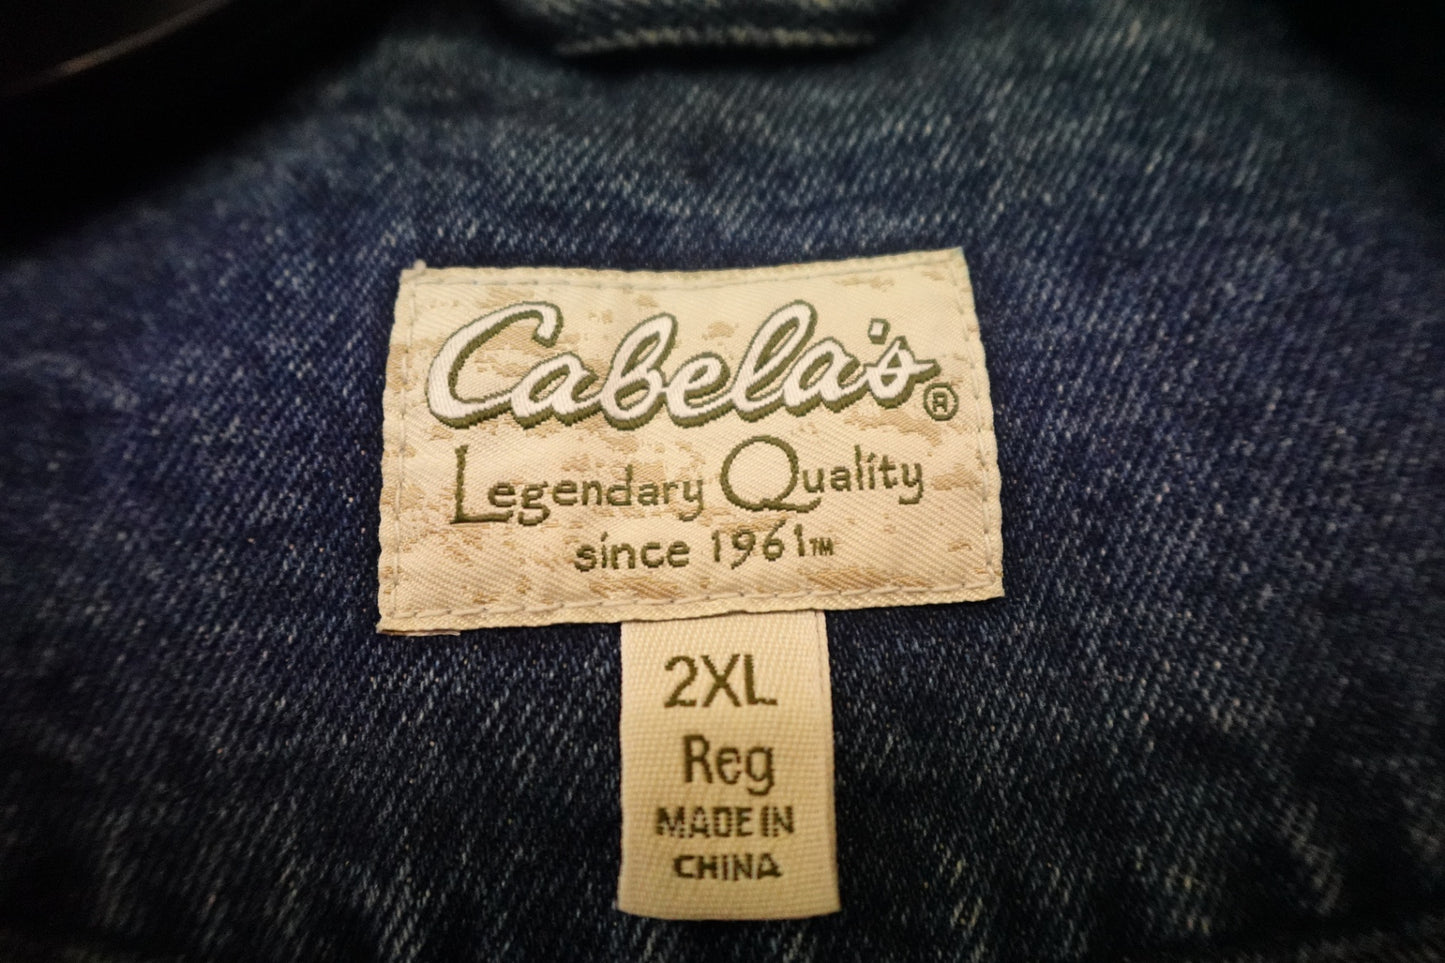 Cabela's®
Legendary Quality
since 1961™
2XL
Reg
MADE IN
CHINA